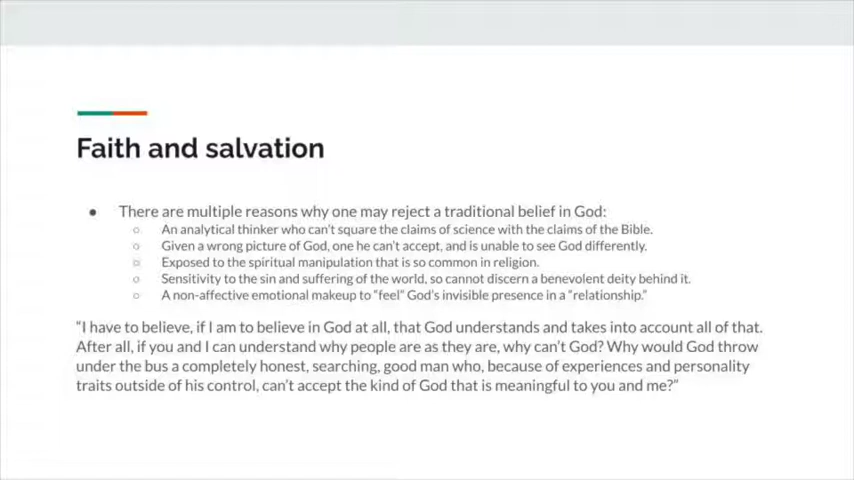 Faith and salvation
● There are multiple reasons why one may reject a traditional belief in God:
○ An analytical thinker who can't square the claims of science with the claims of the Bible.
○ Given a wrong picture of God, one he can't accept, and is unable to see God differently.
○ Exposed to the spiritual manipulation that is so common in religion.
○ Sensitivity to the sin and suffering of the world, so cannot discern a benevolent deity behind it.
○ A non-affective emotional makeup to "feel" God's invisible presence in a "relationship."
"I have to believe, if I am to believe in God at all, that God understands and takes into account all of that.
After all, if you and I can understand why people are as they are, why can't God? Why would God throw
under the bus a completely honest, searching, good man who, because of experiences and personality
traits outside of his control, can't accept the kind of God that is meaningful to you and me?"